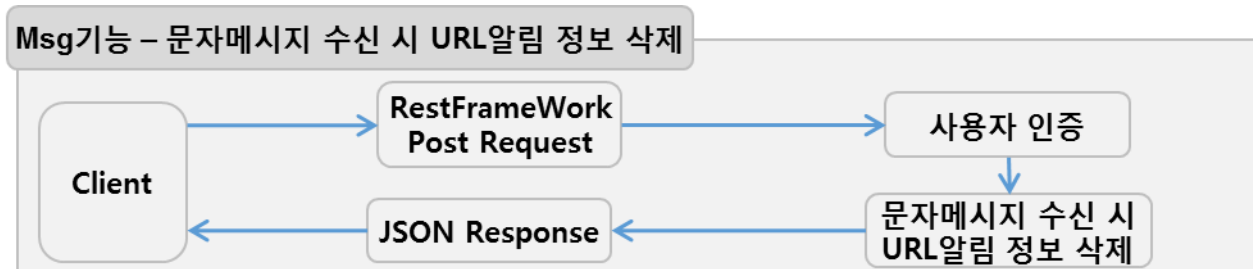 Msg기능 – 문자메시지 수신 시 URL알림 정보 삭제
Client
RestFrameWork
Post Request
사용자 인증
문자메시지 수신 시
URL알림 정보 삭제
JSON Response